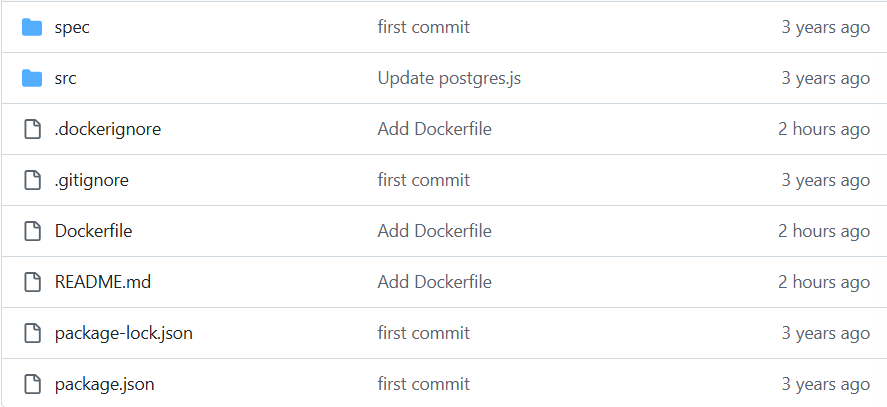 spec first commit 3 years ago
src Update postgres.js 3 years ago
.dockerignore Add Dockerfile 2 hours ago
.gitignore first commit 3 years ago
Dockerfile Add Dockerfile 2 hours ago
README.md Add Dockerfile 2 hours ago
package-lock.json first commit 3 years ago
package.json first commit 3 years ago